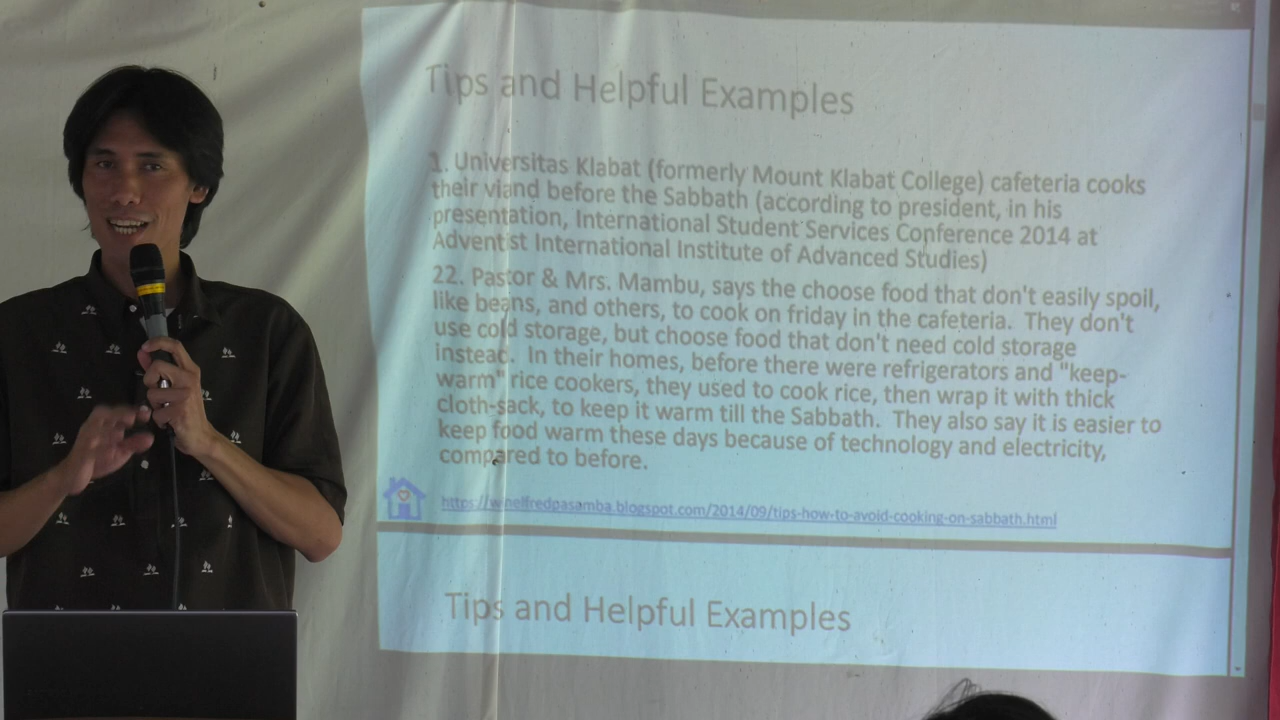 Tips and Helpful Examples
1. Universitas Klabat (formerly Mount Klabat College) cafeteria cooks
their viand before the Sabbath (according to president, in his
presentation, International Student Services Conference 2014 at
Adventist International Institute of Advanced Studies)
22. Pastor & Mrs. Mambu, says the choose food that don't easily spoil,
like beans, and others, to cook on friday in the cafeteria. They don't
use cold storage, but choose food that don't need cold storage
instead. In their homes, before there were refrigerators and "keep-
warm" rice cookers, they used to cook rice, then wrap it with thick
cloth-sack, to keep it warm till the Sabbath. They also say it is easier to
keep food warm these days because of technology and electricity,
compared to before.
https://winelfredpasamba.blogspot.com/2014/09/tips-how-to-avoid-cooking-on-sabbath.html
Tips and Helpful Examples